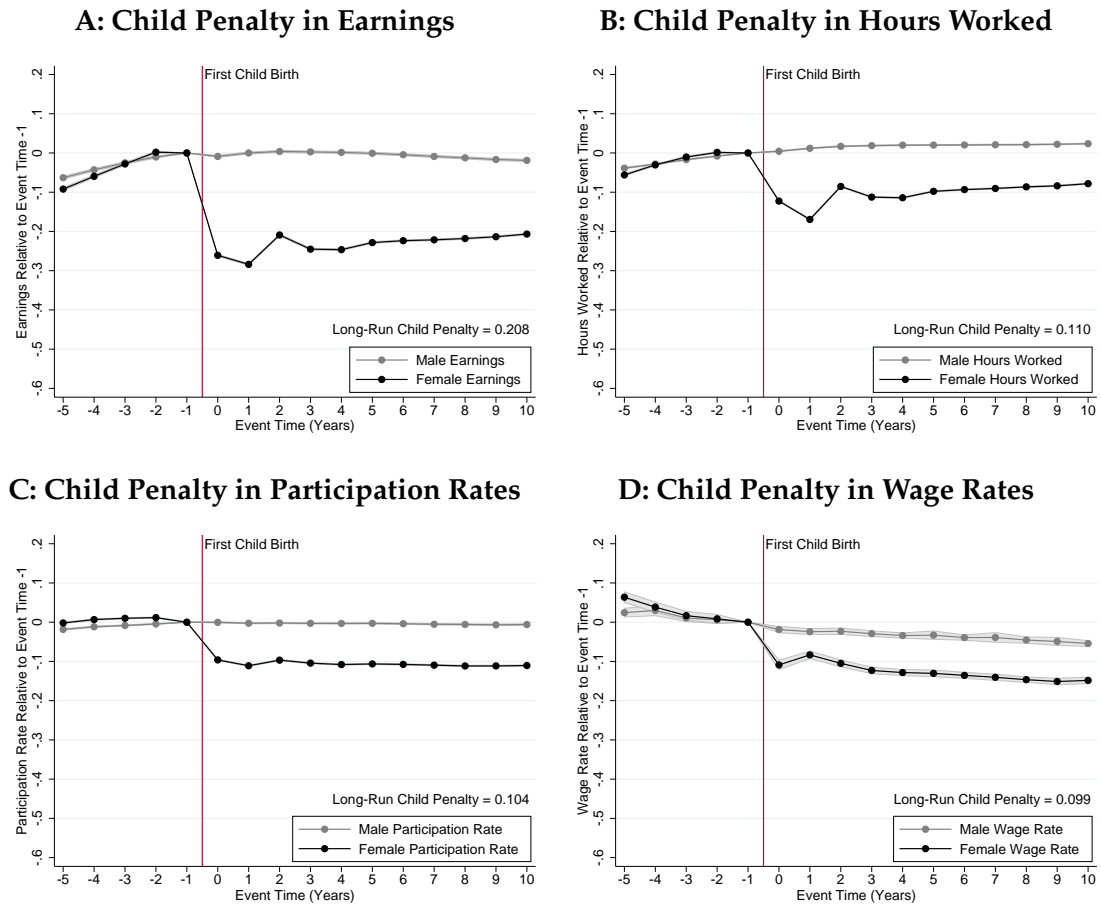 A: Child Penalty in Earnings
Earnings Relative to Event Time -1
.2
.1
0
-.1
-.2
-.3
-.4
-.5
-.6
First Child Birth
Long-Run Child Penalty = 0.208
Male Earnings
Female Earnings
-5 -4 -3 -2 -1 0 1 2 3 4 5 6 7 8 9 10
Event Time (Years)
B: Child Penalty in Hours Worked
Hours Worked Relative to Event Time -1
.2
.1
0
-.1
-.2
-.3
-.4
-.5
-.6
First Child Birth
Long-Run Child Penalty = 0.110
Male Hours Worked
Female Hours Worked
-5 -4 -3 -2 -1 0 1 2 3 4 5 6 7 8 9 10
Event Time (Years)
C: Child Penalty in Participation Rates
Participation Rate Relative to Event Time -1
.2
.1
0
-.1
-.2
-.3
-.4
-.5
-.6
First Child Birth
Long-Run Child Penalty = 0.104
Male Participation Rate
Female Participation Rate
-5 -4 -3 -2 -1 0 1 2 3 4 5 6 7 8 9 10
Event Time (Years)
D: Child Penalty in Wage Rates
Wage Rate Relative to Event Time -1
.2
.1
0
-.1
-.2
-.3
-.4
-.5
-.6
First Child Birth
Long-Run Child Penalty = 0.099
Male Wage Rate
Female Wage Rate
-5 -4 -3 -2 -1 0 1 2 3 4 5 6 7 8 9 10
Event Time (Years)